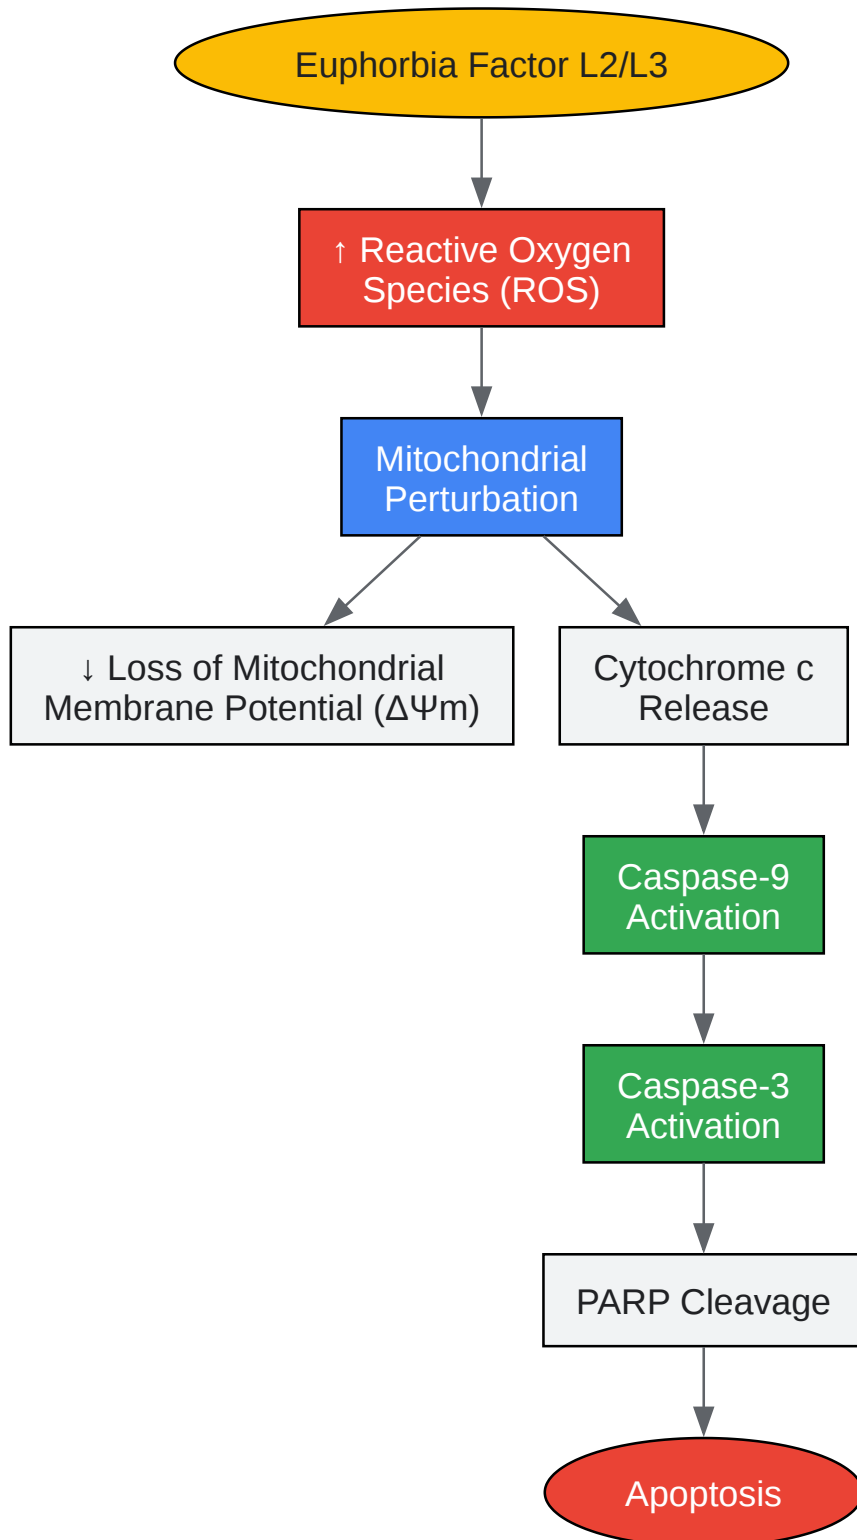 Euphorbia Factor L2/L3
↑ Reactive Oxygen
Species (ROS)
Mitochondrial
Perturbation
↓ Loss of Mitochondrial
Membrane Potential (ΔΨm)
Cytochrome c
Release
Caspase-9
Activation
Caspase-3
Activation
PARP Cleavage
Apoptosis